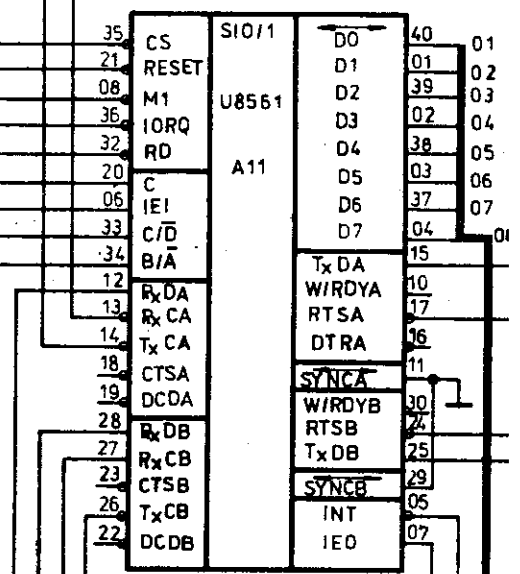 35 CS SIO/1 D0 40 01
21 RESET D1 01 02
08 M1 U8561 D2 39 03
36 IORQ D3 02 04
32 RD A11 D4 38 05
20 C D5 03 06
06 IEI D6 37 07
33 C/D̅ D7 04 08
34 B/A̅ TxDA 15
12 RxDA W/RDYA 10
13 RxCA RTSA 17
14 TxCA DTRA 16
18 CTSA SYNCA 11
19 DCDA W/RDYB 30
28 RxDB RTSB 24
27 RxCB TxDB 25
23 CTSB SYNCB 29
26 TxCB INT 05
22 DCDB IEO 07